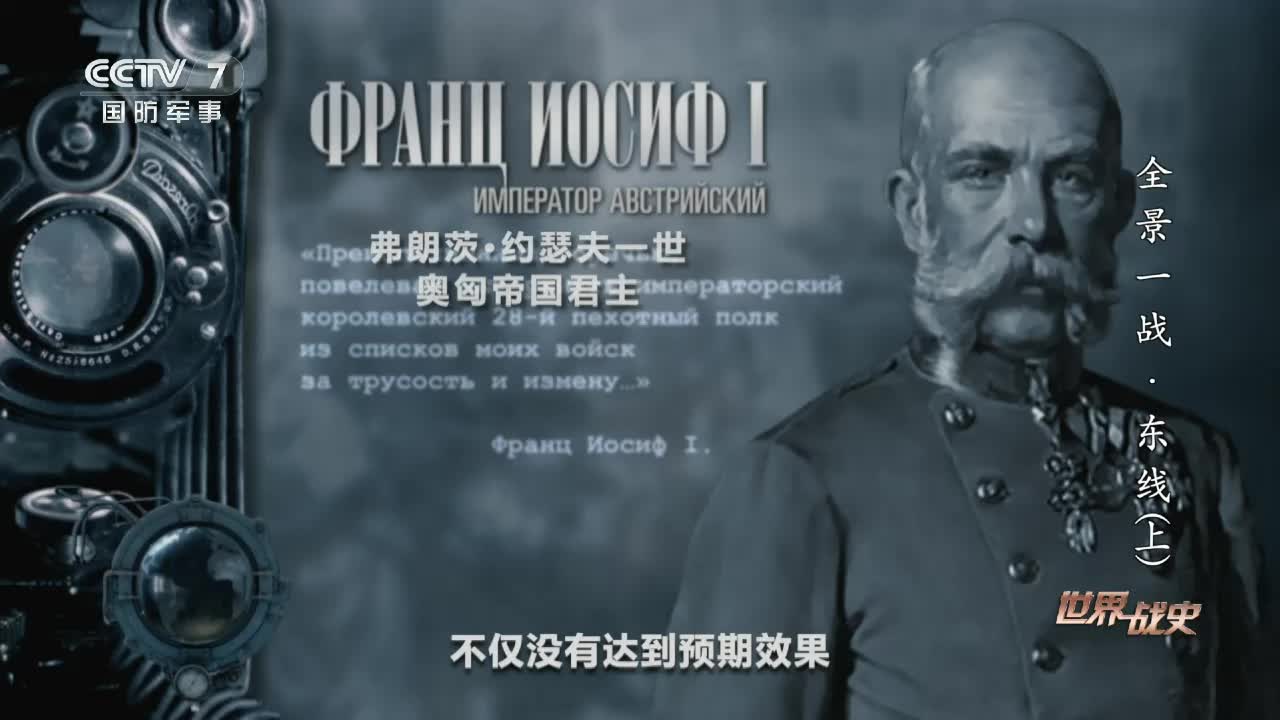 CCTV 7
国防军事
ФРАНЦ ИОСИФ I
ИМПЕРАТОР АВСТРИЙСКИЙ
弗朗茨·约瑟夫一世
奥匈帝国君主
императорский
королевский 28-й пехотный полк
из списков моих войск
за трусость и измену…»
Франц Иосиф I.
全景一战·东线(上)
世界战史
不仅没有达到预期效果